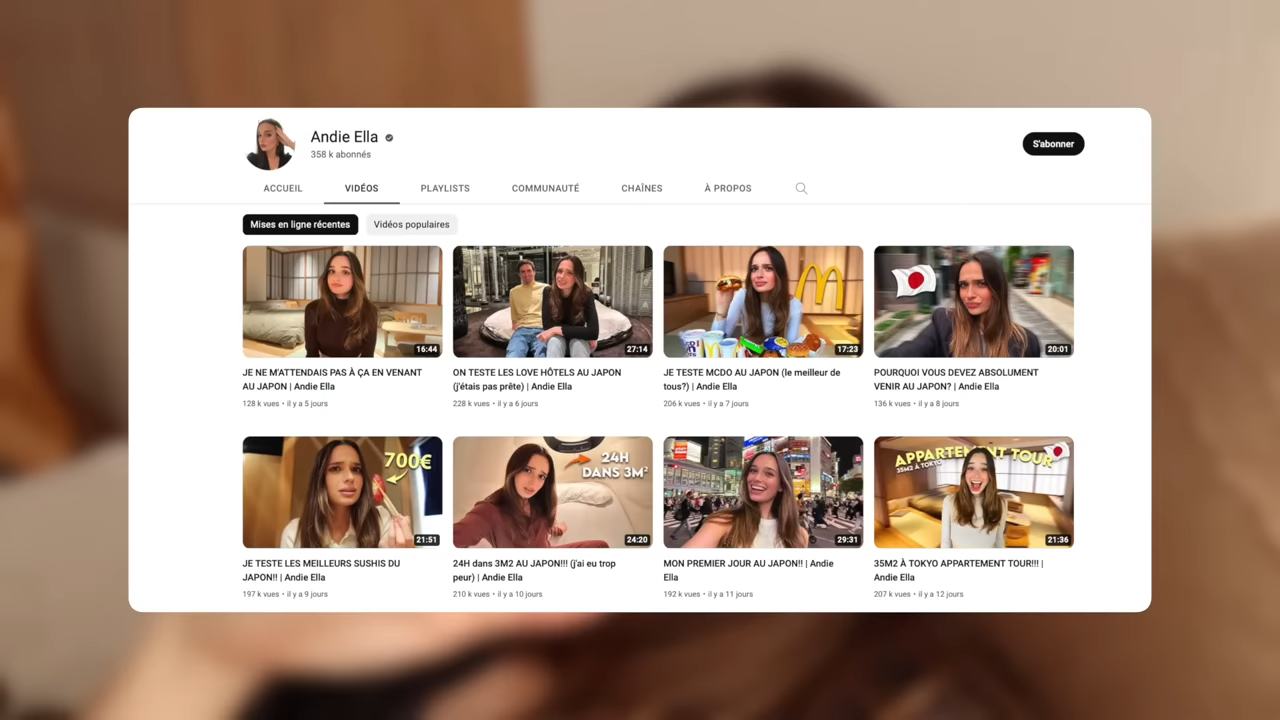 Andie Ella
358 k abonnés
S'abonner
ACCUEIL VIDÉOS PLAYLISTS COMMUNAUTÉ CHAÎNES À PROPOS
Mises en ligne récentes Vidéos populaires
16:44
27:14
17:23
20:01
JE NE M'ATTENDAIS PAS À ÇA EN VENANT
AU JAPON | Andie Ella
128 k vues • il y a 5 jours
ON TESTE LES LOVE HÔTELS AU JAPON
(j'étais pas prête) | Andie Ella
228 k vues • il y a 6 jours
JE TESTE MCDO AU JAPON (le meilleur de
tous?) | Andie Ella
206 k vues • il y a 7 jours
POURQUOI VOUS DEVEZ ABSOLUMENT
VENIR AU JAPON? | Andie Ella
136 k vues • il y a 8 jours
700€
21:51
24H
DANS 3M²
24:20
29:31
APPARTEMENT TOUR
35M2 À TOKYO
21:36
JE TESTE LES MEILLEURS SUSHIS DU
JAPON!! | Andie Ella
197 k vues • il y a 9 jours
24H dans 3M2 AU JAPON!!! (j'ai eu trop
peur) | Andie Ella
210 k vues • il y a 10 jours
MON PREMIER JOUR AU JAPON!! | Andie
Ella
192 k vues • il y a 11 jours
35M2 À TOKYO APPARTEMENT TOUR!!! |
Andie Ella
207 k vues • il y a 12 jours